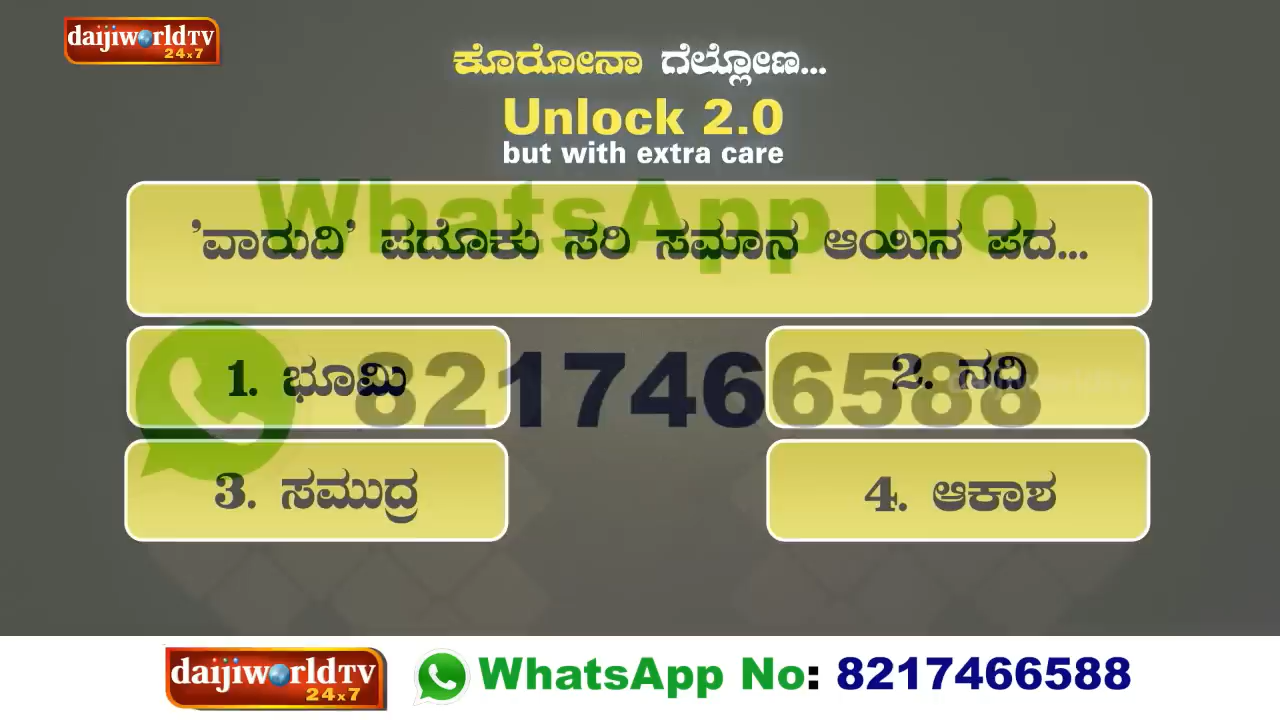 daijiworldTV
24x7
ಕೊರೋನಾ ಗೆಲ್ಲೋಣ...
Unlock 2.0
but with extra care
WhatsApp NO
'ವಾರುದಿ' ಪದೊಕು ಸರಿ ಸಮಾನ ಆಯಿನ ಪದ...
1. ಭೂಮಿ
2. ನದಿ
8217466588
3. ಸಮುದ್ರ
4. ಆಕಾಶ
daijiworldTV
24x7
WhatsApp No: 8217466588